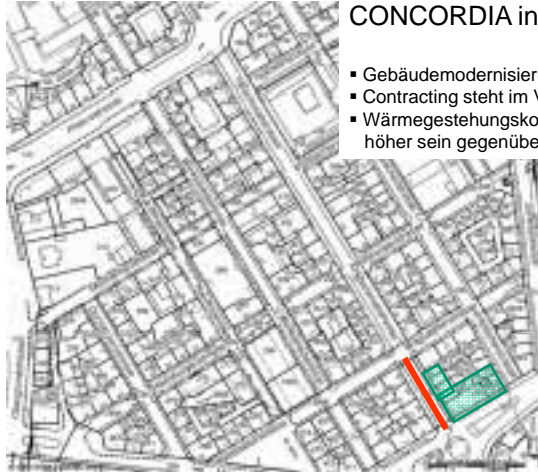 CONCORDIA in
▪ Gebäudemodernisier
▪ Contracting steht im V
▪ Wärmegestehungsko
höher sein gegenübe